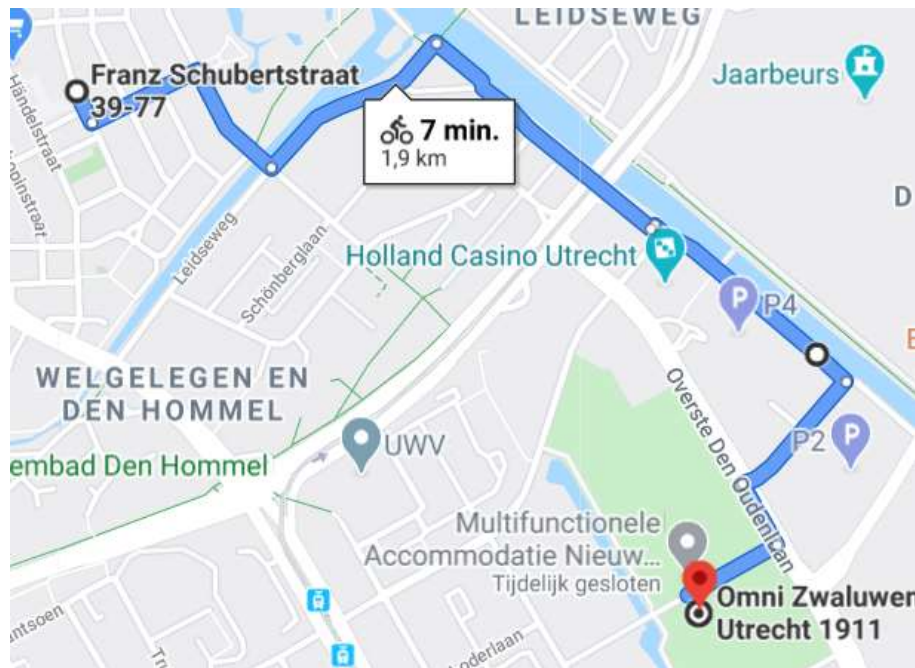 LEIDSEWEG
Jaarbeurs
Franz Schubertstraat
39-77
Händelstraat
7 min.
1,9 km
D
Leidseweg
Schönberglaan
Holland Casino Utrecht
P P4
WELGELEGEN EN
DEN HOMMEL
Overste Den Oudenlaan
UWV
P2 P
embad Den Hommel
Multifunctionele
Accommodatie Nieuw...
Tijdelijk gesloten
Omni Zwaluwen
Utrecht 1911